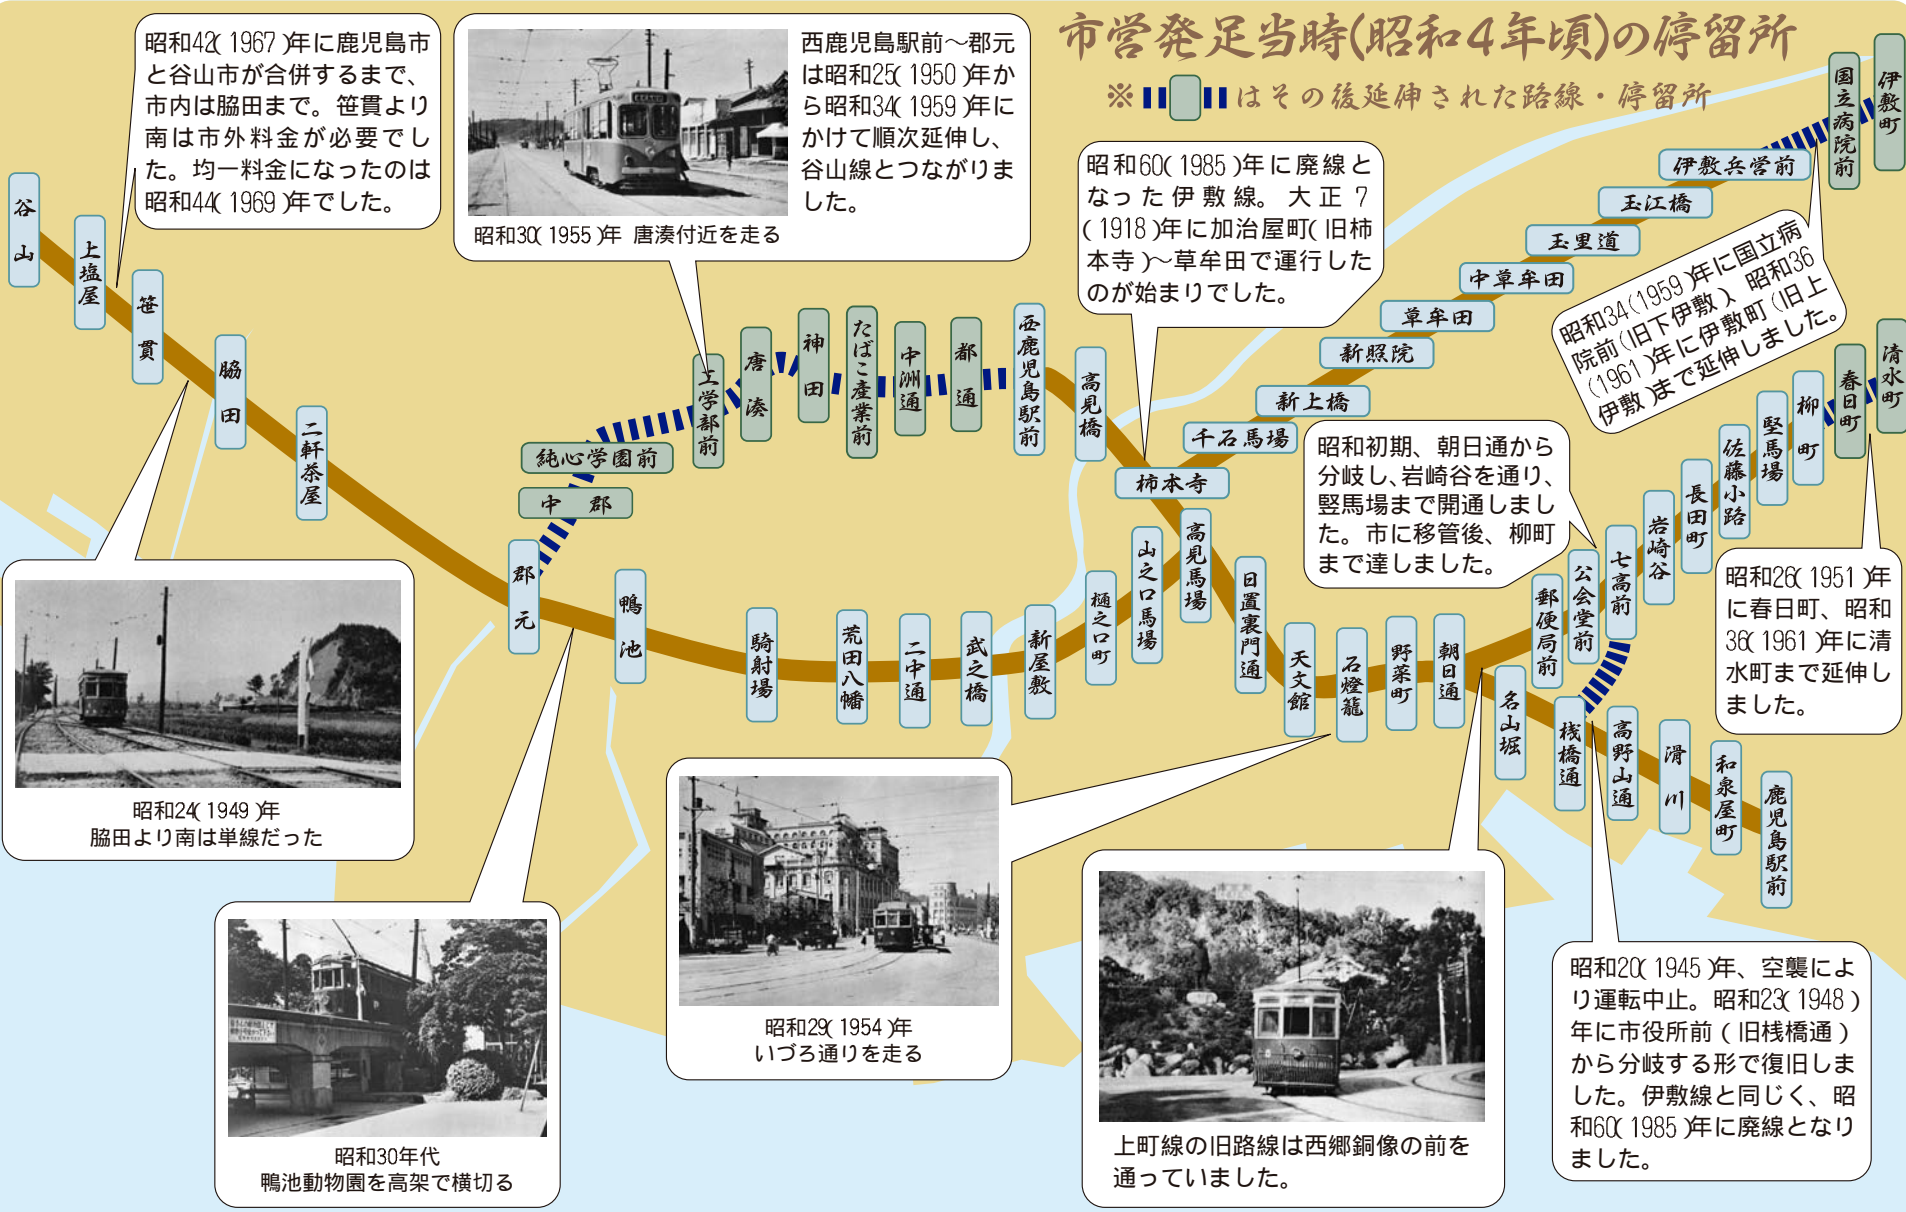 市営発足当時(昭和4年頃)の停留所
※はその後延伸された路線・停留所
昭和42(1967)年に鹿児島市
と谷山市が合併するまで、
市内は脇田まで。笹貫より
南は市外料金が必要でし
た。均一料金になったのは
昭和44(1969)年でした。
西鹿児島駅前〜郡元
は昭和25(1950)年か
ら昭和34(1959)年に
かけて順次延伸し、
谷山線とつながりま
した。
昭和30(1955)年 唐湊付近を走る
昭和60(1985)年に廃線と
なった伊敷線。大正7
(1918)年に加治屋町(旧柿
本寺)〜草牟田で運行した
のが始まりでした。
昭和34(1959)年に国立病
院前(旧下伊敷)、昭和36
(1961)年に伊敷町(旧上
伊敷)まで延伸しました。
昭和初期、朝日通から
分岐し、岩崎谷を通り、
竪馬場まで開通しまし
た。市に移管後、柳町
まで達しました。
昭和26(1951)年
に春日町、昭和
36(1961)年に清
水町まで延伸し
ました。
谷山
上塩屋
笹貫
脇田
二軒茶屋
郡元
鴨池
騎射場
荒田八幡
二中通
武之橋
新屋敷
樋之口町
山之口馬場
高見馬場
中郡
純心学園前
工学部前
唐湊
神田
たばこ産業前
中洲通
都通
西鹿児島駅前
高見橋
柿本寺
千石馬場
新上橋
新照院
草牟田
中草牟田
玉里道
玉江橋
伊敷兵営前
国立病院前
伊敷町
日置裏門通
天文館
石燈籠
野菜町
朝日通
名山堀
桟橋通
高野山通
滑川
和泉屋町
鹿児島駅前
郵便局前
公会堂前
七高前
岩崎谷
長田町
佐藤小路
竪馬場
柳町
春日町
清水町
昭和24(1949)年
脇田より南は単線だった
昭和30年代
鴨池動物園を高架で横切る
昭和29(1954)年
いづろ通りを走る
上町線の旧路線は西郷銅像の前を
通っていました。
昭和20(1945)年、空襲によ
り運転中止。昭和23(1948)
年に市役所前(旧桟橋通)
から分岐する形で復旧しま
した。伊敷線と同じく、昭
和60(1985)年に廃線となり
ました。